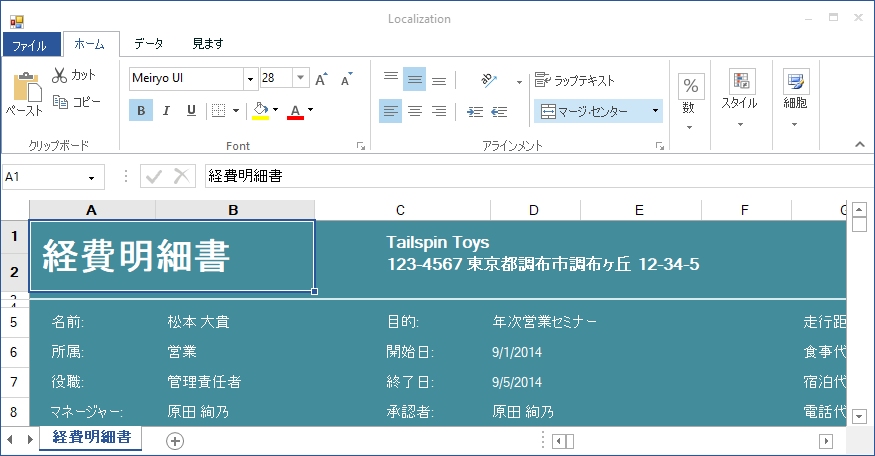 Localization
ファイル ホーム データ 見ます
ペースト
カット
コピー
クリップボード
Meiryo UI 28 A A
B I U A
Font
ab
ラップテキスト
マージ・センター
アラインメント
%
数
スタイル
細胞
A1 経費明細書
A B C D E F
1 経費明細書 Tailspin Toys
2 123-4567 東京都調布市調布ヶ丘 12-34-5
5 名前: 松本 大貴 目的: 年次営業セミナー 走行距
6 所属: 営業 開始日: 9/1/2014 食事代
7 役職: 管理責任者 終了日: 9/5/2014 宿泊代
8 マネージャー: 原田 絢乃 承認者: 原田 絢乃 電話代
経費明細書